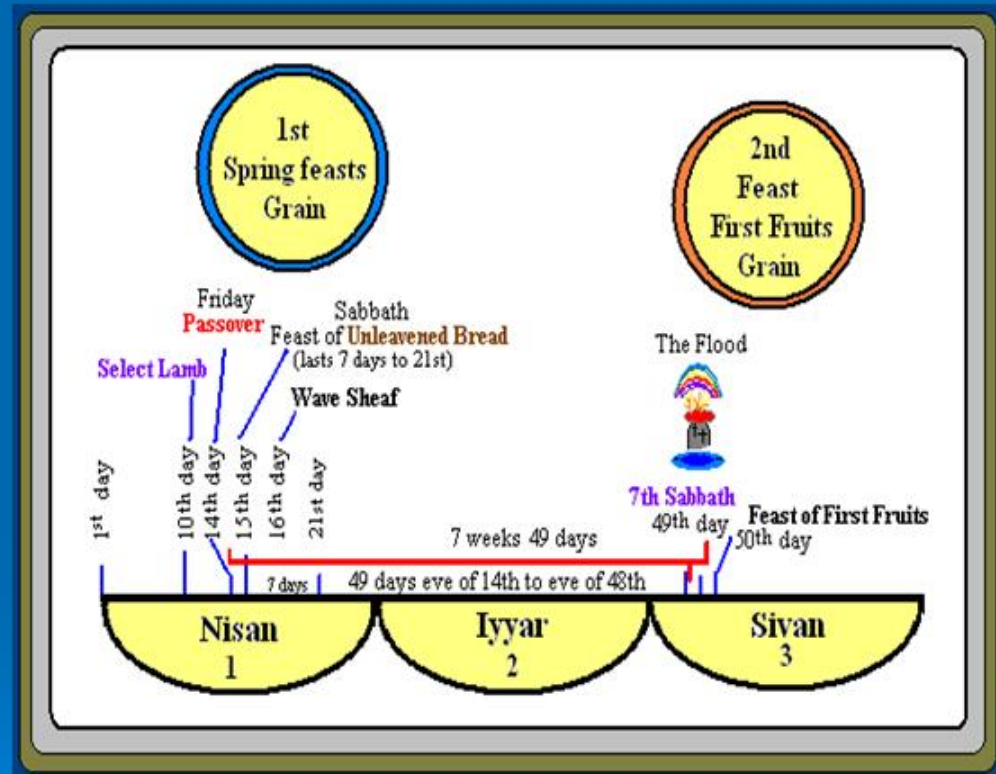 1st
Spring feasts
Grain
2nd
Feast
First Fruits
Grain
Friday
Passover
Sabbath
Feast of Unleavened Bread
(lasts 7 days to 21st)
Select Lamb
Wave Sheaf
The Flood
1st day
10th day
14th day
15th day
16th day
21st day
7th Sabbath
49th day
Feast of First Fruits
50th day
7 weeks 49 days
7 days
49 days eve of 14th to eve of 48th
Nisan
1
Iyyar
2
Sivan
3